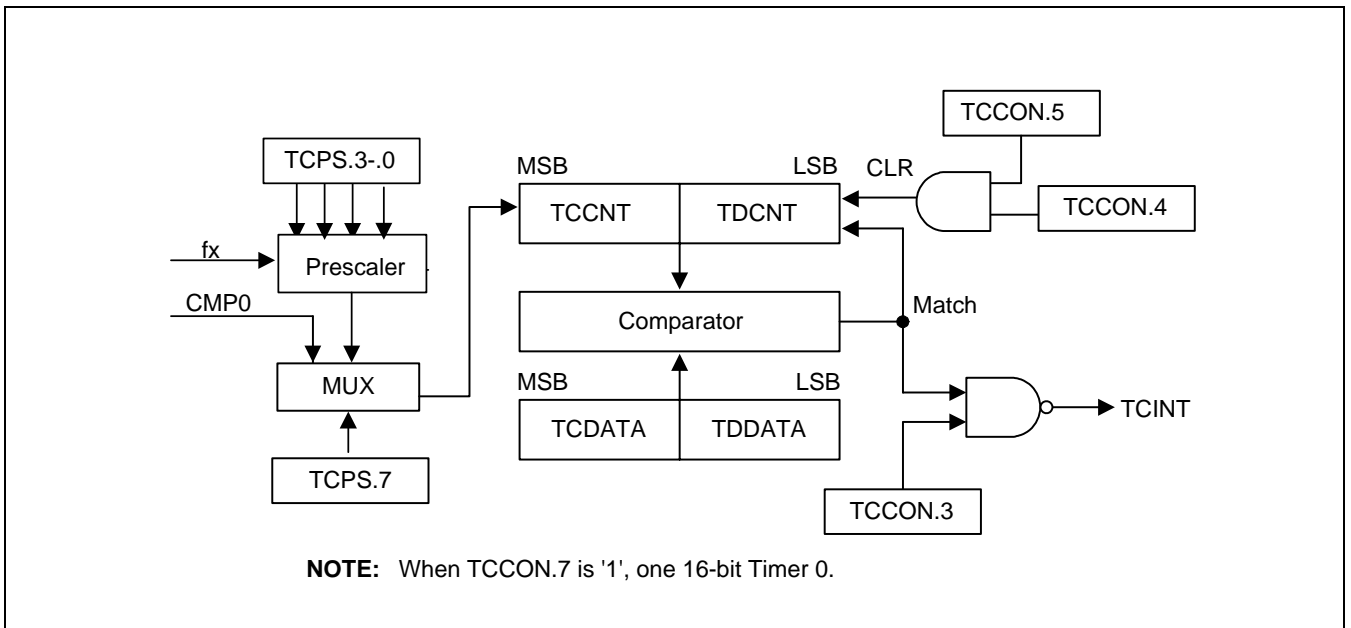 TCCON.5
TCPS.3-.0
MSB
LSB
CLR
TCCNT
TDCNT
TCCON.4
fx
Prescaler
CMP0
Comparator
Match
MUX
MSB
LSB
TCDATA
TDDATA
TCINT
TCPS.7
TCCON.3
NOTE: When TCCON.7 is '1', one 16-bit Timer 0.